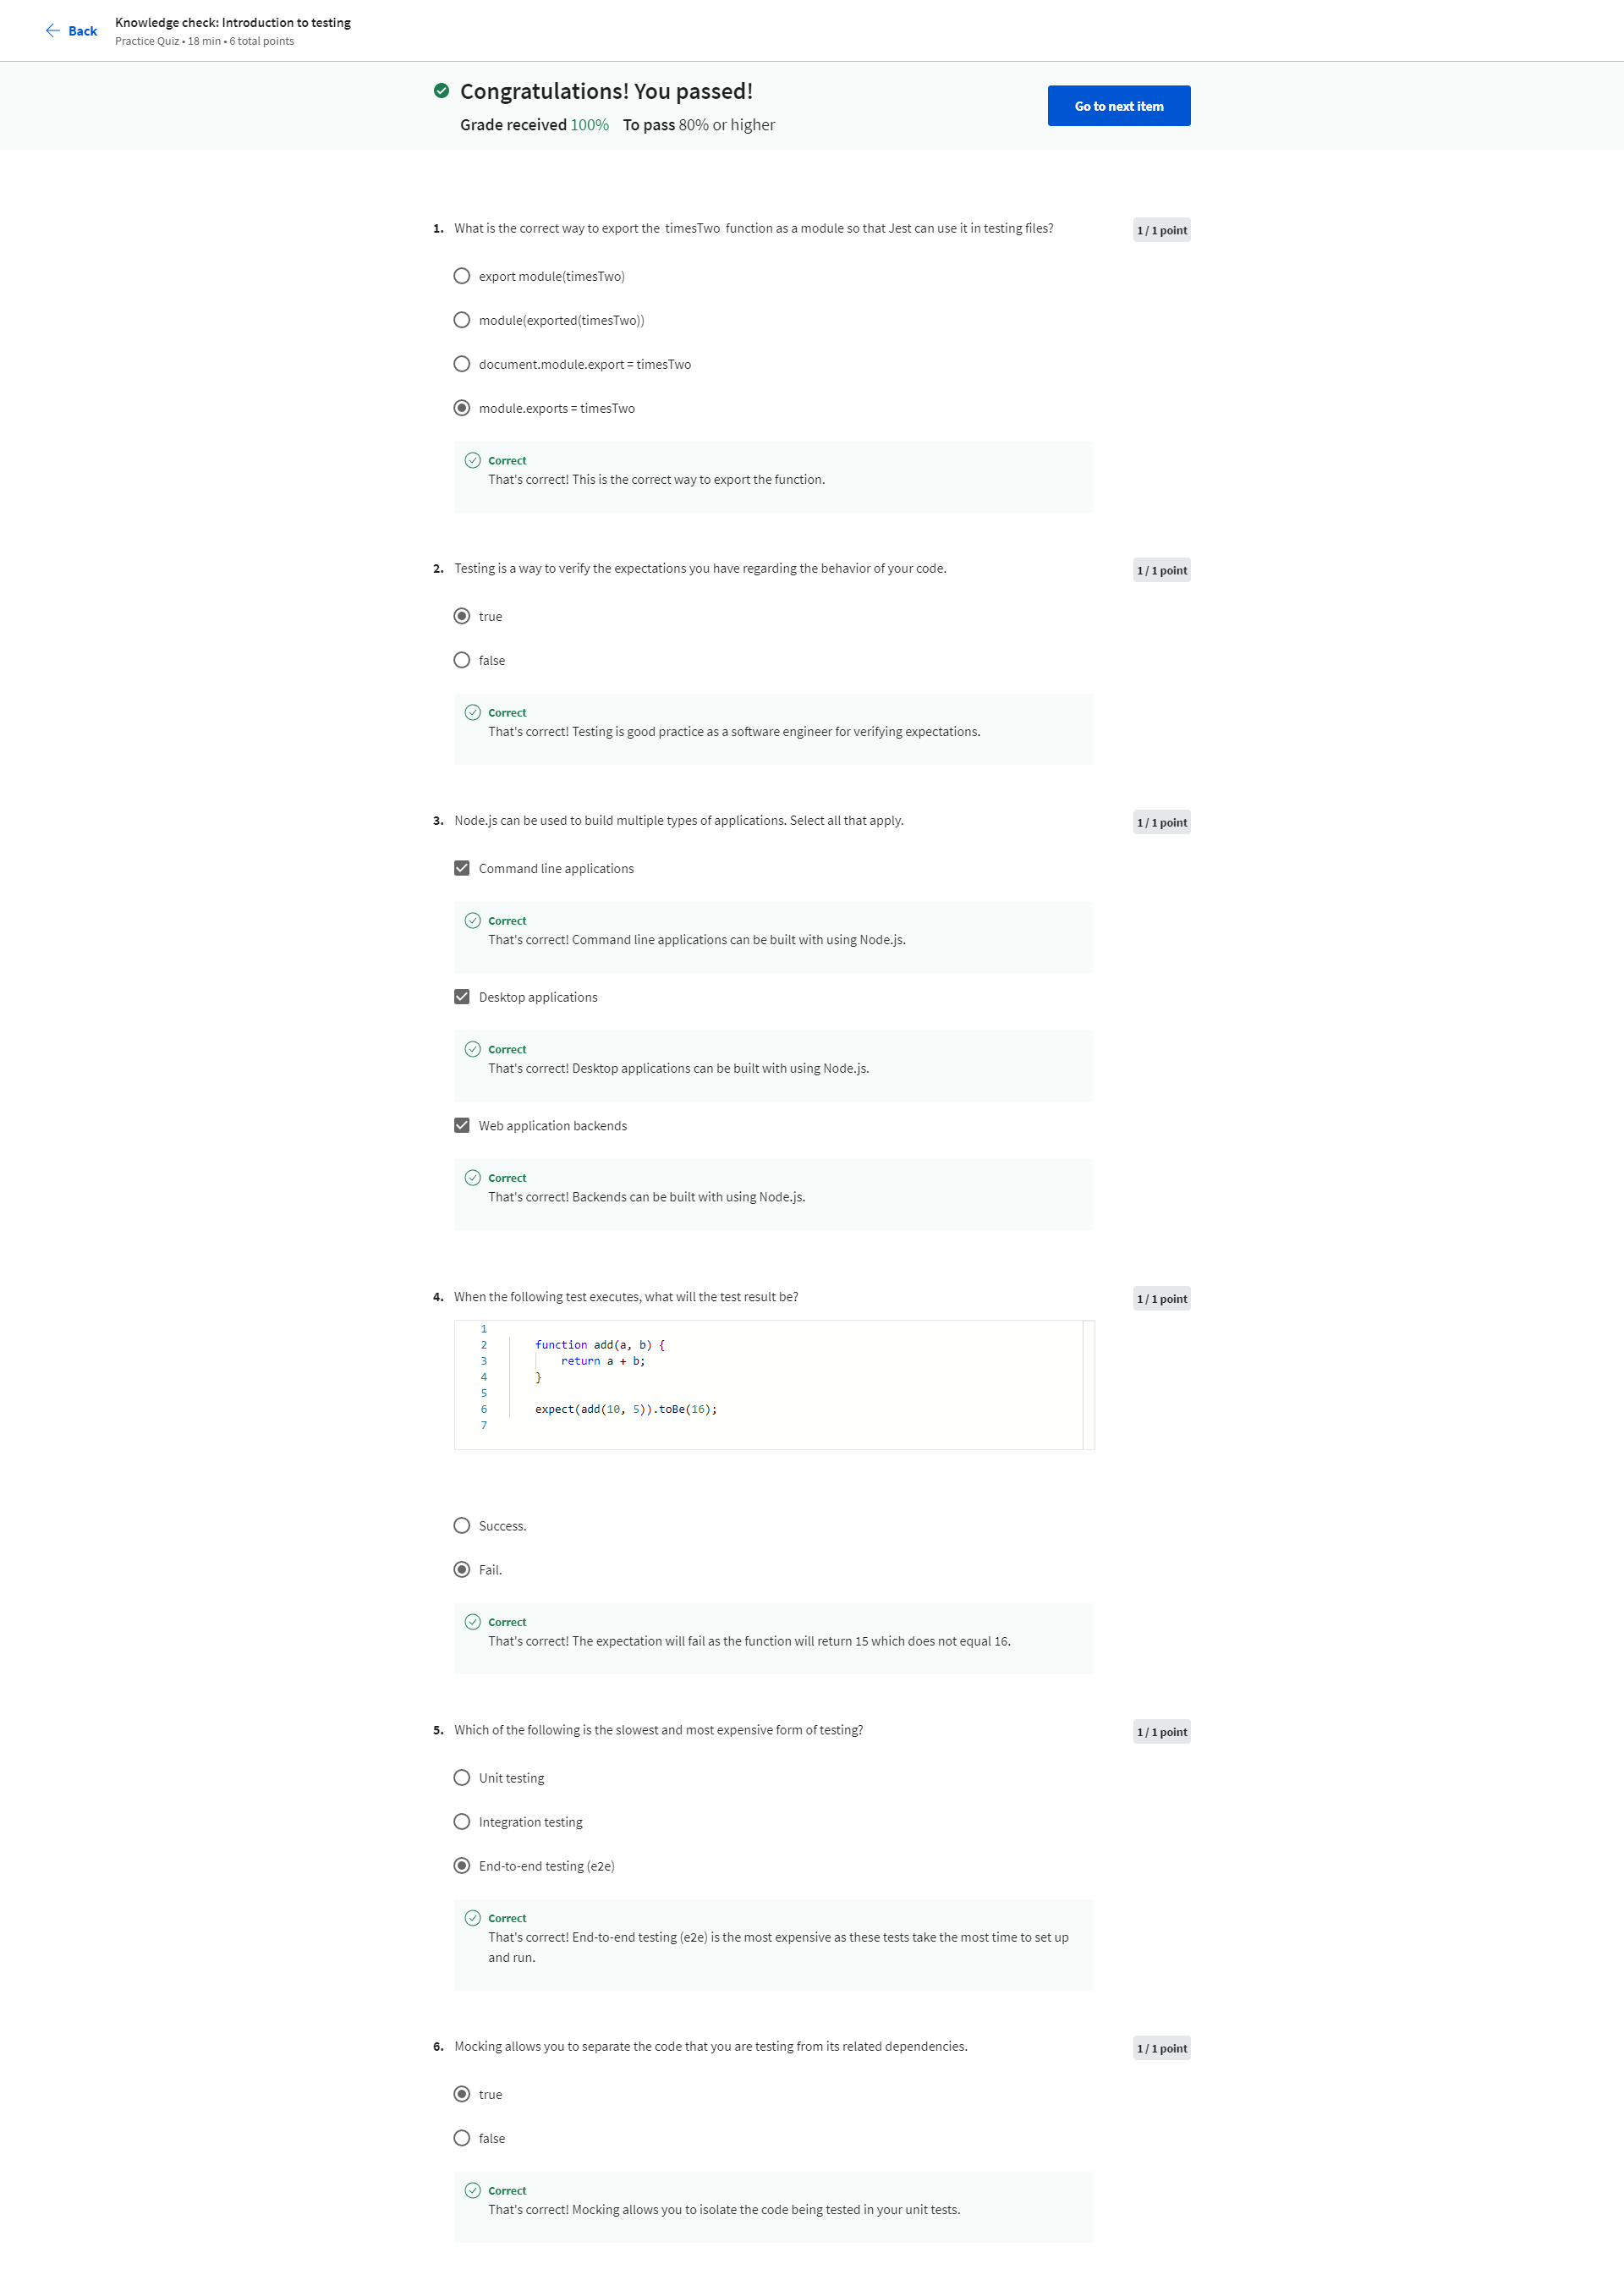 Back
Knowledge check: Introduction to testing
Practice Quiz • 18 min • 6 total points
Congratulations! You passed!
Grade received 100% To pass 80% or higher
Go to next item
1. What is the correct way to export the timesTwo function as a module so that Jest can use it in testing files?
1 / 1 point
export module(timesTwo)
module(exported(timesTwo))
document.module.export = timesTwo
module.exports = timesTwo
Correct
That's correct! This is the correct way to export the function.
2. Testing is a way to verify the expectations you have regarding the behavior of your code.
1 / 1 point
true
false
Correct
That's correct! Testing is good practice as a software engineer for verifying expectations.
3. Node.js can be used to build multiple types of applications. Select all that apply.
1 / 1 point
Command line applications
Correct
That's correct! Command line applications can be built with using Node.js.
Desktop applications
Correct
That's correct! Desktop applications can be built with using Node.js.
Web application backends
Correct
That's correct! Backends can be built with using Node.js.
4. When the following test executes, what will the test result be?
1 / 1 point
1
2 function add(a, b) {
3 return a + b;
4 }
5
6 expect(add(10, 5)).toBe(16);
7
Success.
Fail.
Correct
That's correct! The expectation will fail as the function will return 15 which does not equal 16.
5. Which of the following is the slowest and most expensive form of testing?
1 / 1 point
Unit testing
Integration testing
End-to-end testing (e2e)
Correct
That's correct! End-to-end testing (e2e) is the most expensive as these tests take the most time to set up
and run.
6. Mocking allows you to separate the code that you are testing from its related dependencies.
1 / 1 point
true
false
Correct
That's correct! Mocking allows you to isolate the code being tested in your unit tests.